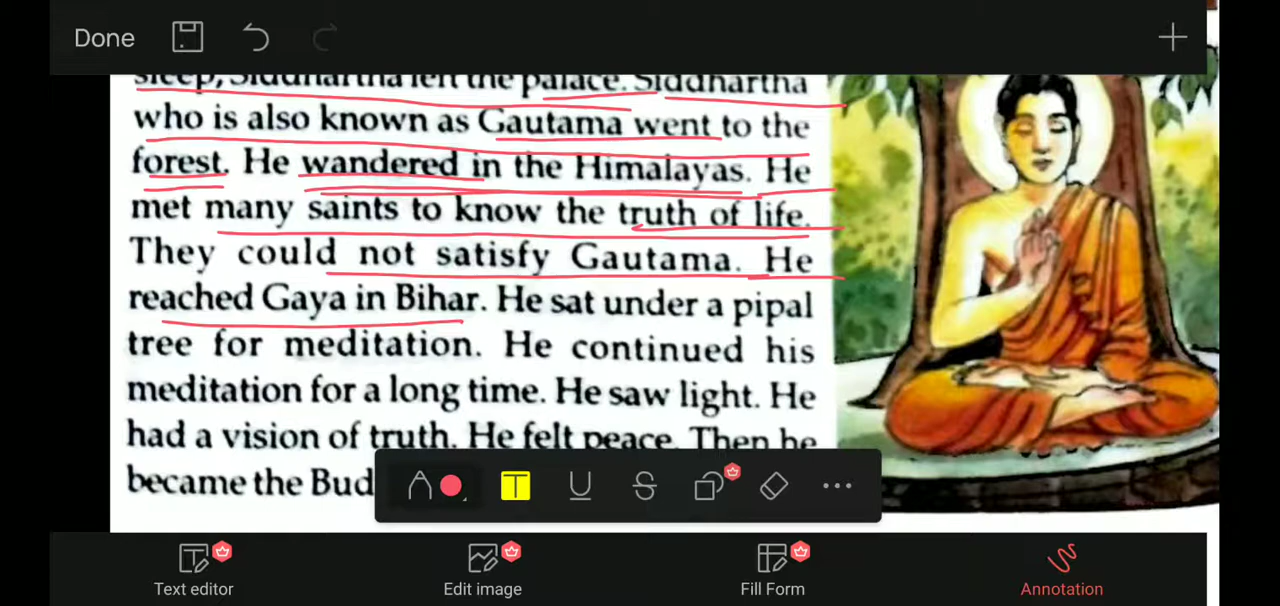 Done
sleep, Siddhartha left the palace. Siddhartha
who is also known as Gautama went to the
forest. He wandered in the Himalayas. He
met many saints to know the truth of life.
They could not satisfy Gautama. He
reached Gaya in Bihar. He sat under a pipal
tree for meditation. He continued his
meditation for a long time. He saw light. He
had a vision of truth. He felt peace. Then he
became the Bud
Text editor
Edit image
Fill Form
Annotation